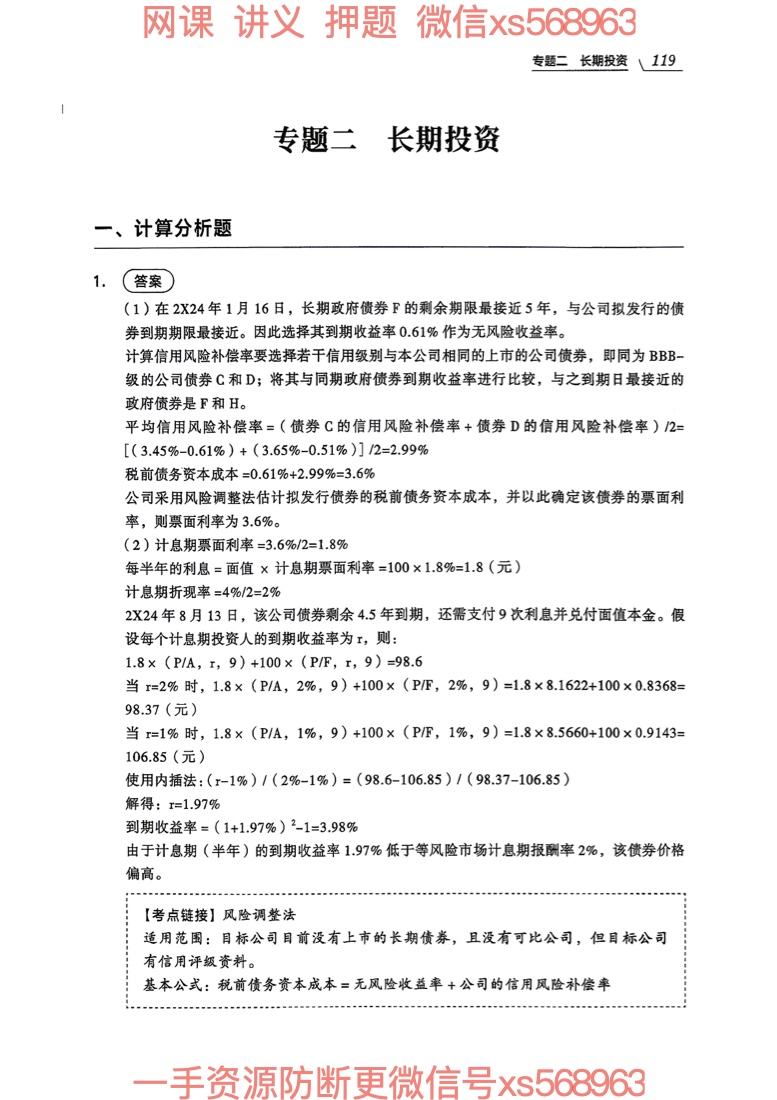 网课 讲义 押题 微信xs568963
专题二 长期投资 119
专题二 长期投资
一、计算分析题
1. 答案
(1)在2X24年1月16日，长期政府债券F的剩余期限最接近5年，与公司拟发行的债
券到期期限最接近。因此选择其到期收益率0.61%作为无风险收益率。
计算信用风险补偿率要选择若干信用级别与本公司相同的上市的公司债券，即同为BBB-
级的公司债券C和D；将其与同期政府债券到期收益率进行比较，与之到期日最接近的
政府债券是F和H。
平均信用风险补偿率=(债券C的信用风险补偿率+债券D的信用风险补偿率)/2=
[(3.45%-0.61%)+(3.65%-0.51%)]/2=2.99%
税前债务资本成本=0.61%+2.99%=3.6%
公司采用风险调整法估计拟发行债券的税前债务资本成本，并以此确定该债券的票面利
率，则票面利率为3.6%。
(2)计息期票面利率=3.6%/2=1.8%
每半年的利息=面值×计息期票面利率=100×1.8%=1.8(元)
计息期折现率=4%/2=2%
2X24年8月13日，该公司债券剩余4.5年到期，还需支付9次利息并兑付面值本金。假
设每个计息期投资人的到期收益率为r，则：
1.8×(P/A，r，9)+100×(P/F，r，9)=98.6
当r=2%时，1.8×(P/A，2%，9)+100×(P/F，2%，9)=1.8×8.1622+100×0.8368=
98.37(元)
当r=1%时，1.8×(P/A，1%，9)+100×(P/F，1%，9)=1.8×8.5660+100×0.9143=
106.85(元)
使用内插法：(r-1%)/(2%-1%)=(98.6-106.85)/(98.37-106.85)
解得：r=1.97%
到期收益率=(1+1.97%)²-1=3.98%
由于计息期(半年)的到期收益率1.97%低于等风险市场计息期报酬率2%，该债券价格
偏高。
【考点链接】风险调整法
适用范围：目标公司目前没有上市的长期债券，且没有可比公司，但目标公司
有信用评级资料。
基本公式：税前债务资本成本=无风险收益率+公司的信用风险补偿率
一手资源防断更微信号xs568963